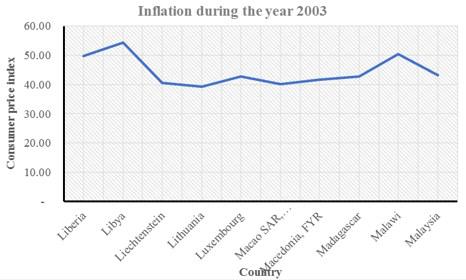 Inflation during the year 2003
60.00
50.00
40.00
30.00
20.00
10.00
-
Consumer price index
Liberia
Libya
Liechtenstein
Lithuania
Luxembourg
Macao SAR,…
Macedonia, FYR
Madagascar
Malawi
Malaysia
Country